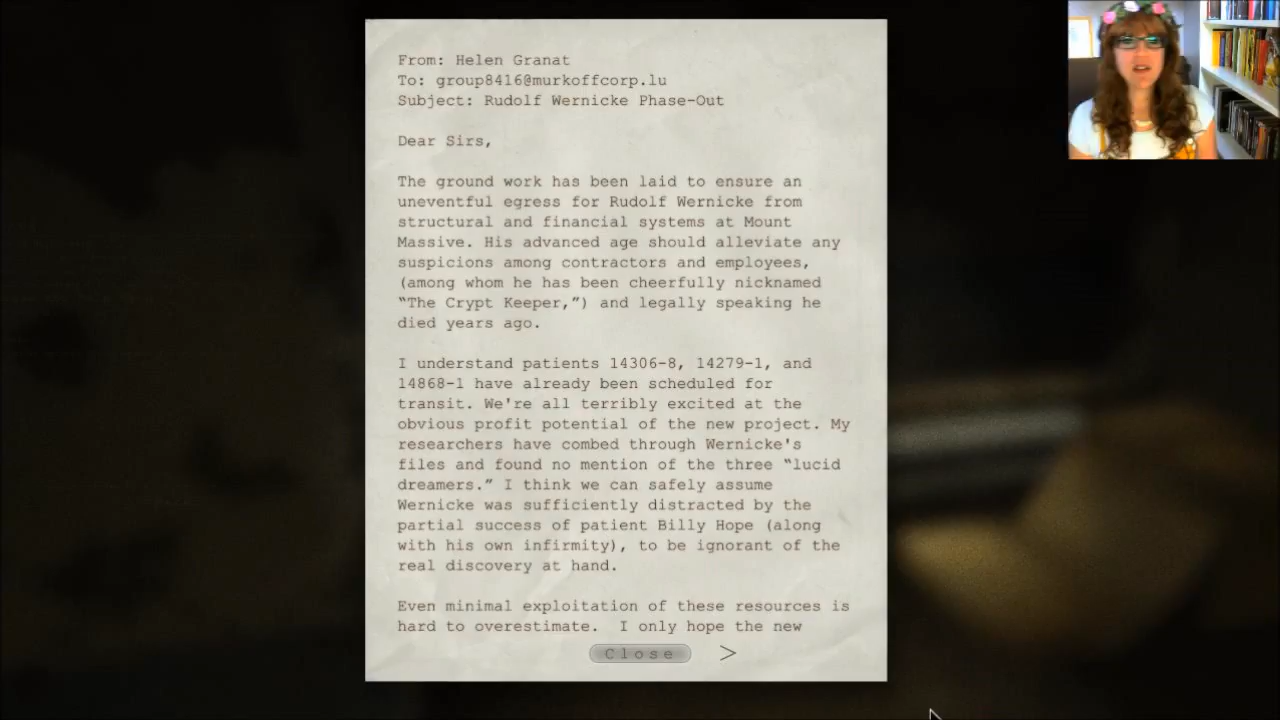 From: Helen Granat
To: group8416@murkoffcorp.lu
Subject: Rudolf Wernicke Phase-Out
Dear Sirs,
The ground work has been laid to ensure an
uneventful egress for Rudolf Wernicke from
structural and financial systems at Mount
Massive. His advanced age should alleviate any
suspicions among contractors and employees,
(among whom he has been cheerfully nicknamed
“The Crypt Keeper,”) and legally speaking he
died years ago.
I understand patients 14306-8, 14279-1, and
14868-1 have already been scheduled for
transit. We're all terribly excited at the
obvious profit potential of the new project. My
researchers have combed through Wernicke's
files and found no mention of the three “lucid
dreamers.” I think we can safely assume
Wernicke was sufficiently distracted by the
partial success of patient Billy Hope (along
with his own infirmity), to be ignorant of the
real discovery at hand.
Even minimal exploitation of these resources is
hard to overestimate.  I only hope the new
Close >